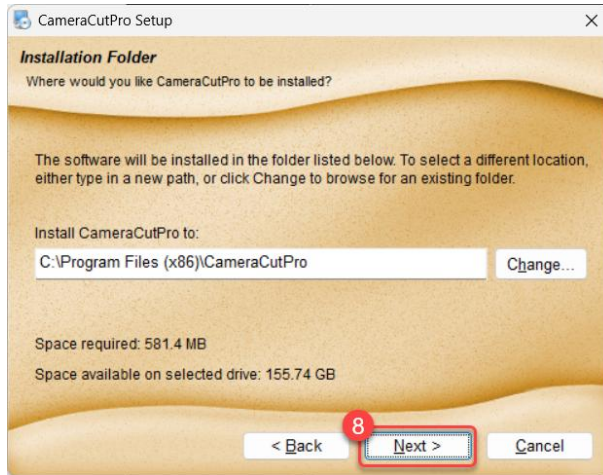 CameraCutPro Setup
Installation Folder
Where would you like CameraCutPro to be installed?
The software will be installed in the folder listed below. To select a different location,
either type in a new path, or click Change to browse for an existing folder.
Install CameraCutPro to:
C:\Program Files (x86)\CameraCutPro
Change...
Space required: 581.4 MB
Space available on selected drive: 155.74 GB
8
< Back
Next >
Cancel